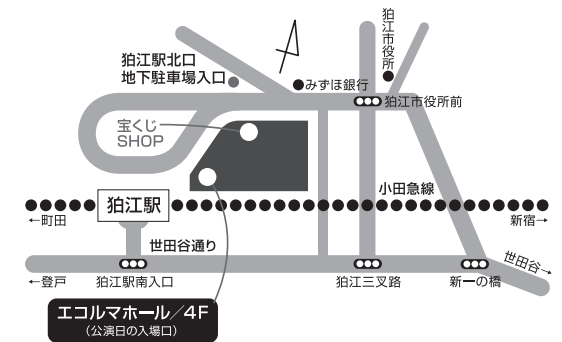 狛江市役所
狛江駅北口
地下駐車場入口
みずほ銀行
狛江市役所前
宝くじ
SHOP
小田急線
狛江駅
←町田
新宿→
世田谷通り
世田谷→
←登戸
狛江駅南入口
狛江三叉路
新一の橋
エコルマホール/4F
(公演日の入場口)